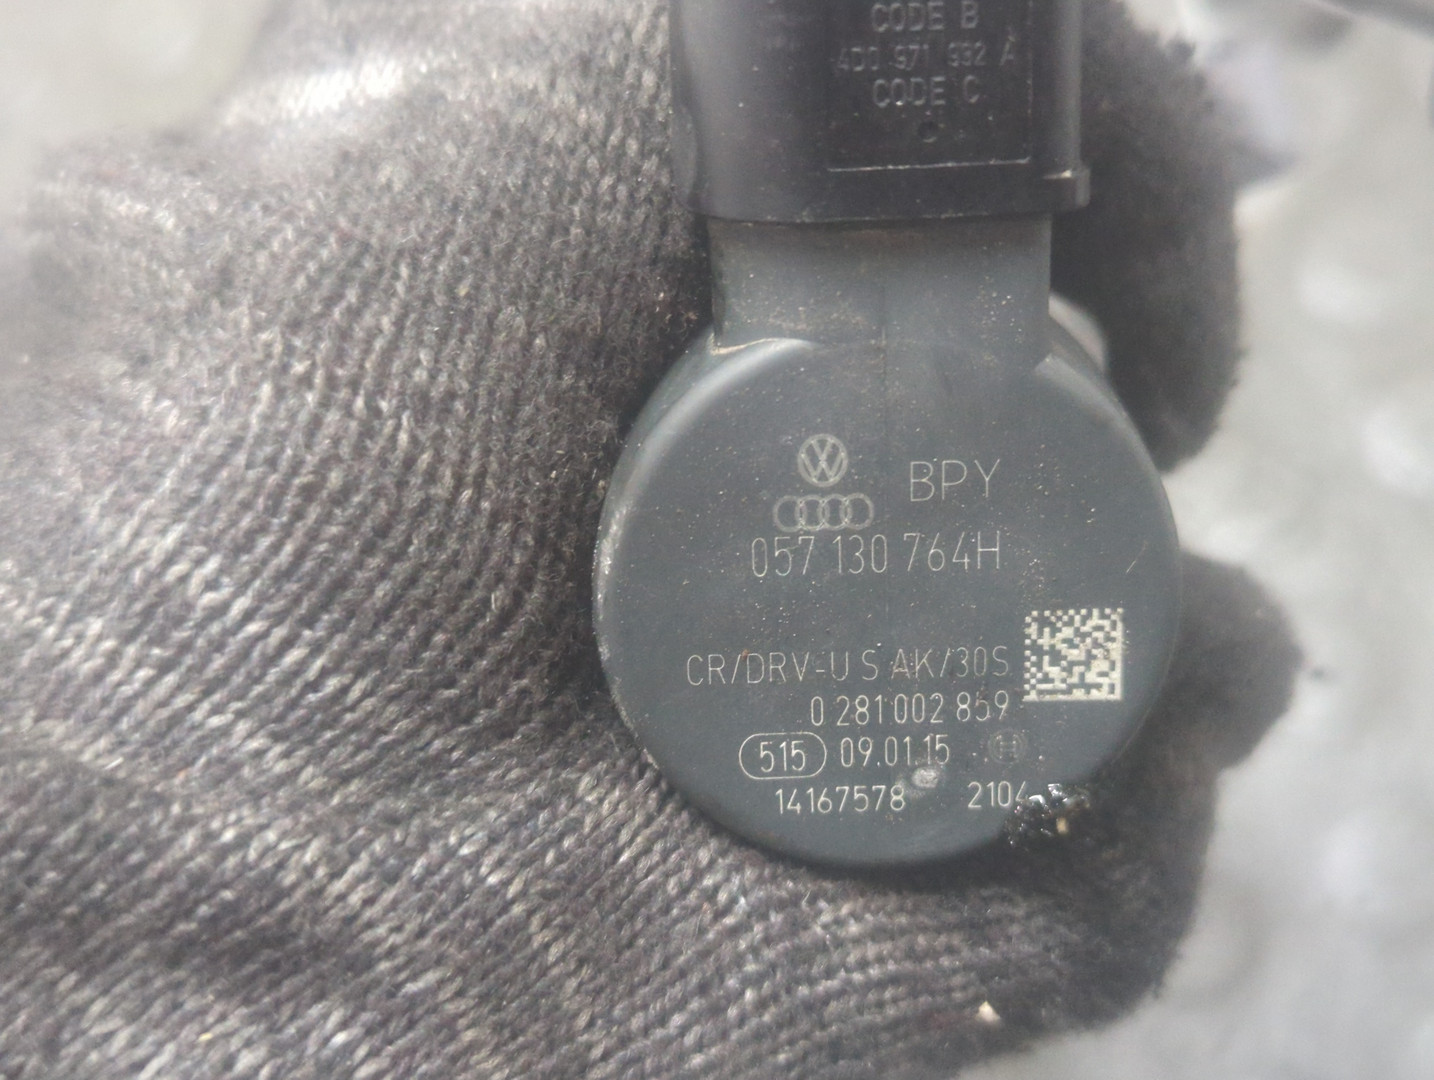 CODE B
4D0 971 992 A
CODE C
BPY
057 130 764H
CR/DRV-U S AK/30S
0 281 002 859
515 09.01.15
14167578 2104